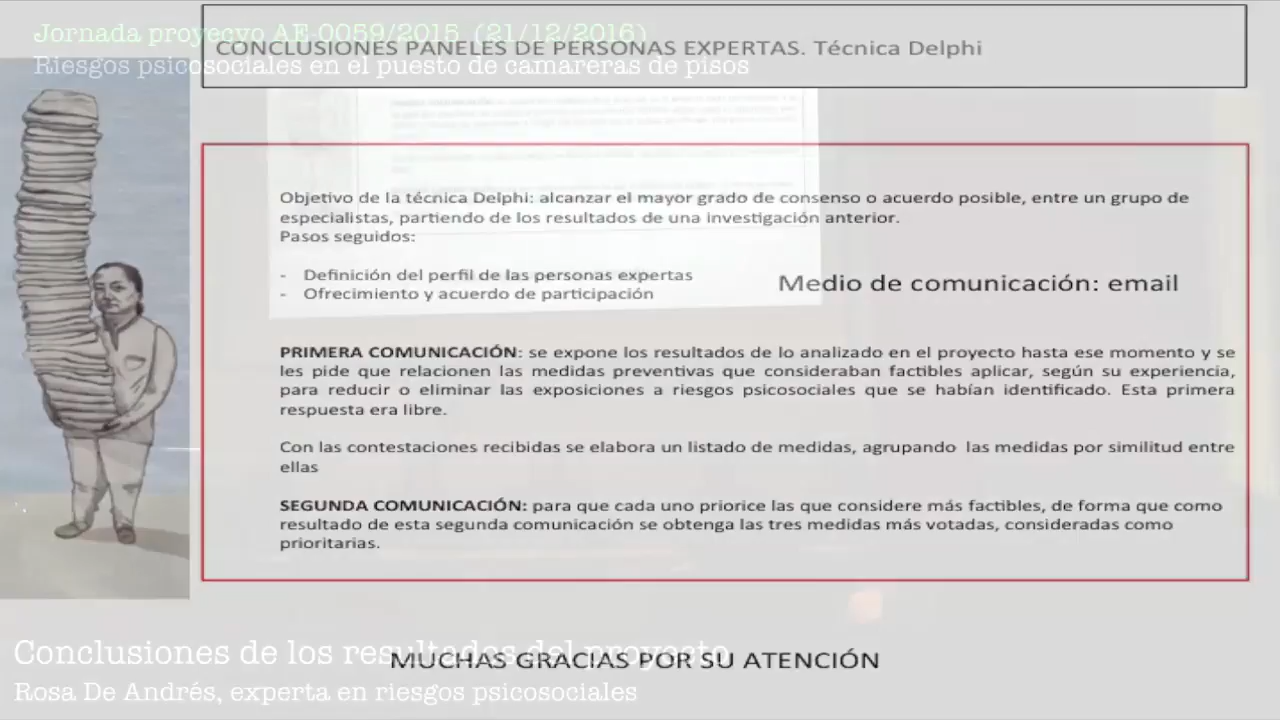 Jornada proyecyo AE-0059/2015 (21/12/2016)
CONCLUSIONES PANELES DE PERSONAS EXPERTAS. Técnica Delphi
Riesgos psicosociales en el puesto de camareras de pisos
Objetivo de la técnica Delphi: alcanzar el mayor grado de consenso o acuerdo posible, entre un grupo de
especialistas, partiendo de los resultados de una investigación anterior.
Pasos seguidos:
- Definición del perfil de las personas expertas
- Ofrecimiento y acuerdo de participación
Medio de comunicación: email
PRIMERA COMUNICACIÓN: se expone los resultados de lo analizado en el proyecto hasta ese momento y se
les pide que relacionen las medidas preventivas que consideraban factibles aplicar, según su experiencia,
para reducir o eliminar las exposiciones a riesgos psicosociales que se habían identificado. Esta primera
respuesta era libre.
Con las contestaciones recibidas se elabora un listado de medidas, agrupando las medidas por similitud entre
ellas
SEGUNDA COMUNICACIÓN: para que cada uno priorice las que considere más factibles, de forma que como
resultado de esta segunda comunicación se obtenga las tres medidas más votadas, consideradas como
prioritarias.
Conclusiones de los resultados del proyecto
MUCHAS GRACIAS POR SU ATENCIÓN
Rosa De Andrés, experta en riesgos psicosociales